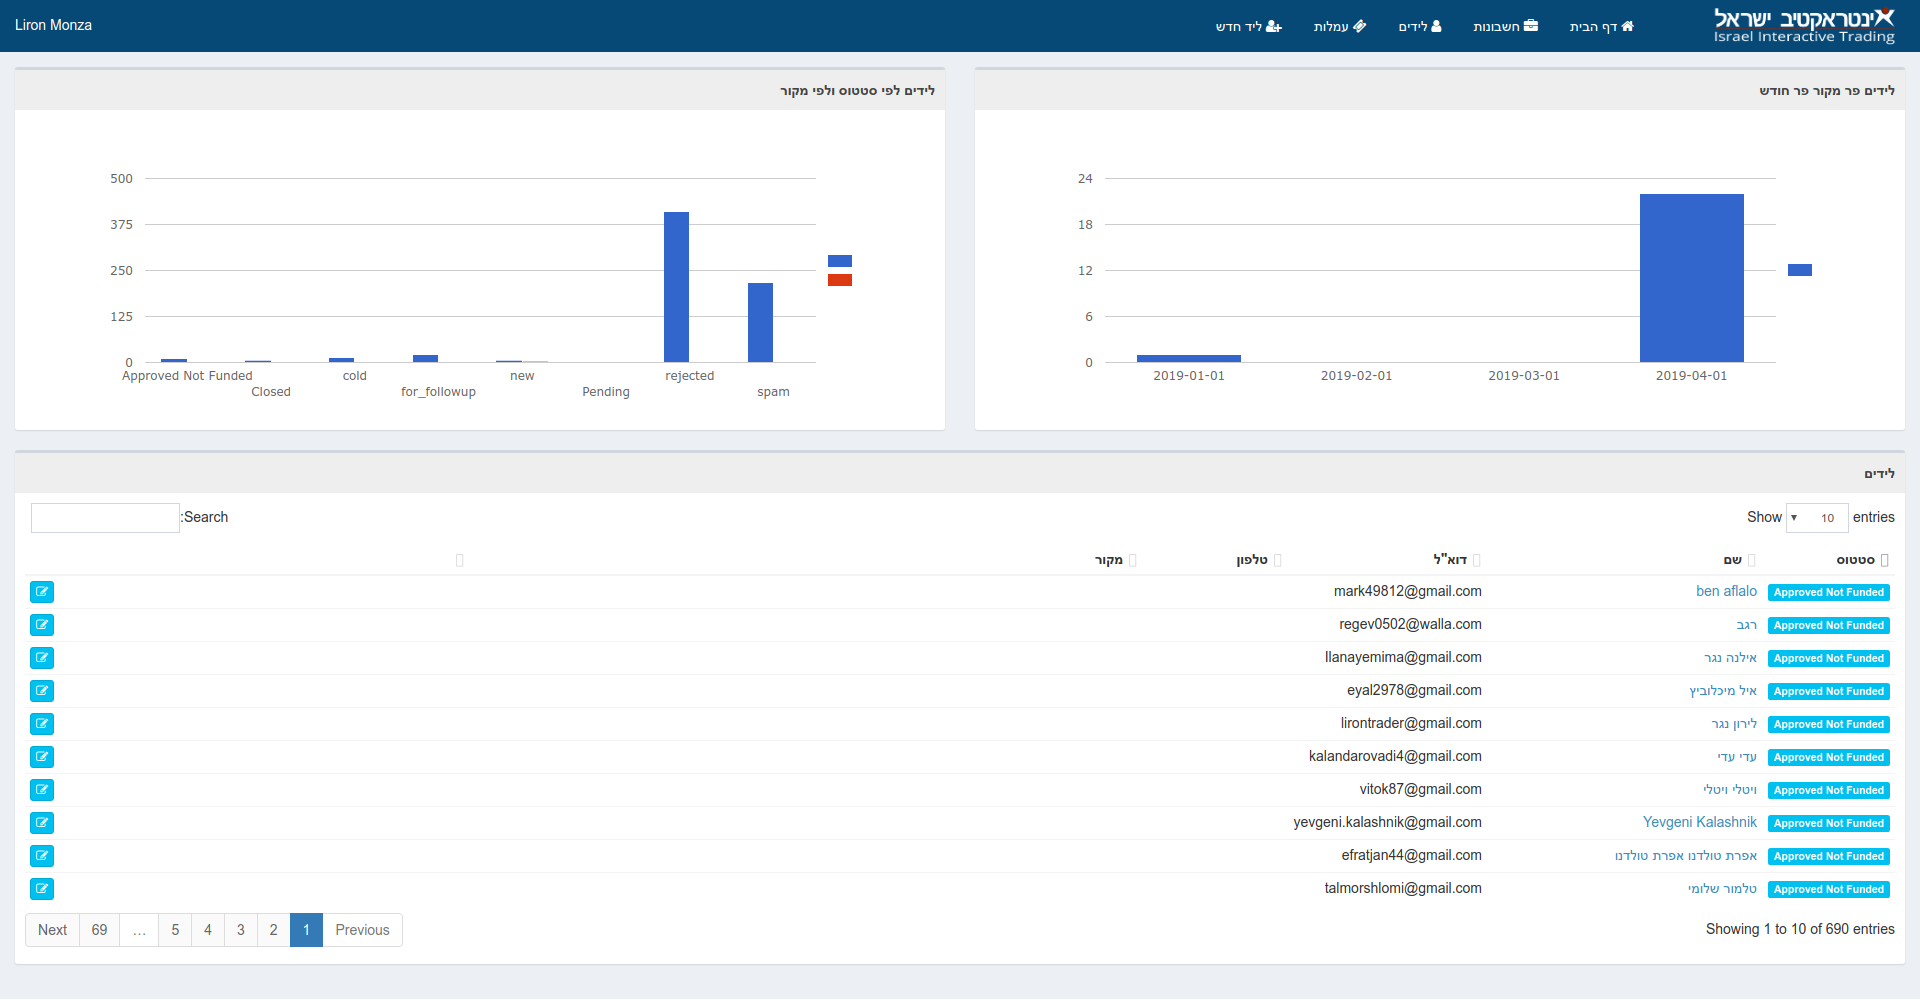 ינטראקטיב ישראל
Israel Interactive Trading
דף הבית
חשבונות
לידים
עמלות
ליד חדש
Liron Monza
לידים פר מקור פר חודש
24
18
12
6
0
2019-01-01 2019-02-01 2019-03-01 2019-04-01
לידים לפי סטטוס ולפי מקור
500
375
250
125
0
Approved Not Funded cold new rejected
Closed for_followup Pending spam
לידים
Show 10 entries
:Search
סטטוס שם דוא"ל טלפון מקור
Approved Not Funded ben aflalo mark49812@gmail.com
Approved Not Funded רגב regev0502@walla.com
Approved Not Funded אילנה נגר llanayemima@gmail.com
Approved Not Funded איל מיכלוביץ eyal2978@gmail.com
Approved Not Funded לירון נגר lirontrader@gmail.com
Approved Not Funded עדי עדי kalandarovadi4@gmail.com
Approved Not Funded ויטלי ויטלי vitok87@gmail.com
Approved Not Funded Yevgeni Kalashnik yevgeni.kalashnik@gmail.com
Approved Not Funded אפרת טולדנו אפרת טולדנו efratjan44@gmail.com
Approved Not Funded טלמור שלומי talmorshlomi@gmail.com
Showing 1 to 10 of 690 entries
Previous 1 2 3 4 5 … 69 Next